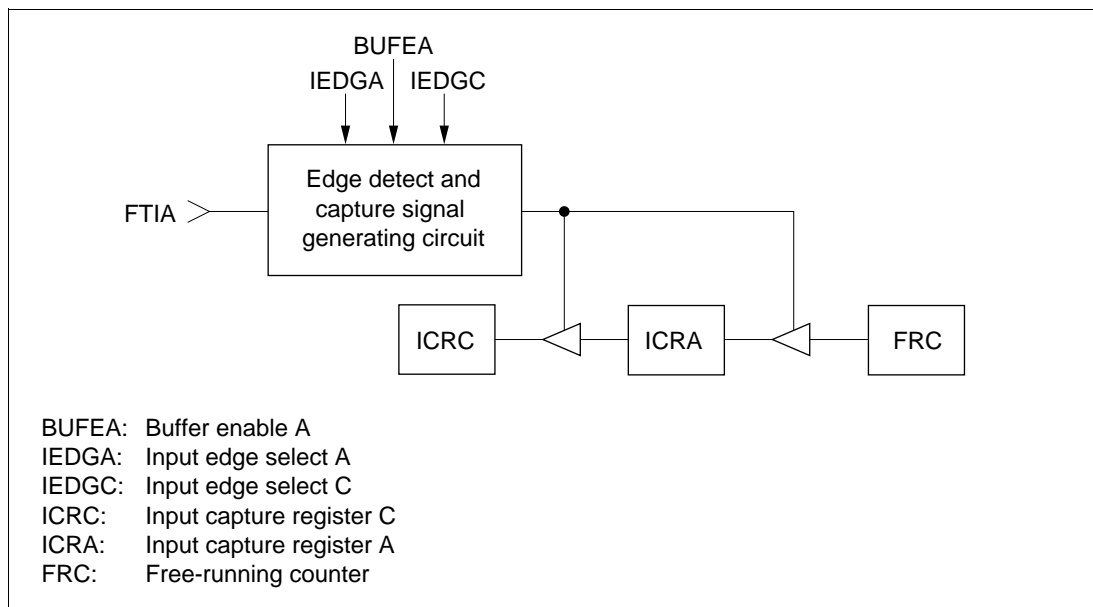 BUFEA
IEDGA IEDGC
Edge detect and
capture signal
generating circuit
FTIA
ICRC ICRA FRC
BUFEA: Buffer enable A
IEDGA: Input edge select A
IEDGC: Input edge select C
ICRC: Input capture register C
ICRA: Input capture register A
FRC: Free-running counter